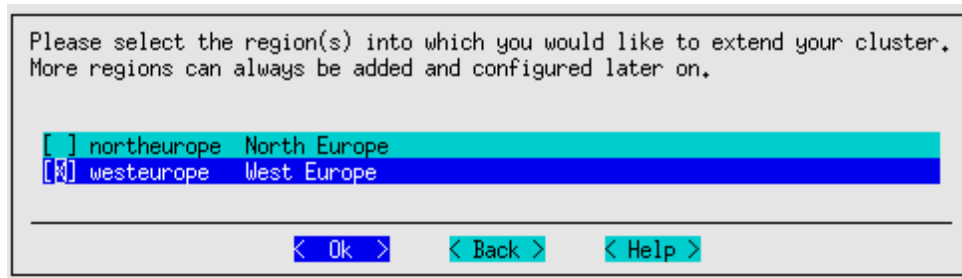 Please select the region(s) into which you would like to extend your cluster.
More regions can always be added and configured later on.
[ ] northeurope  North Europe
[X] westeurope   West Europe
< Ok >  < Back >  < Help >